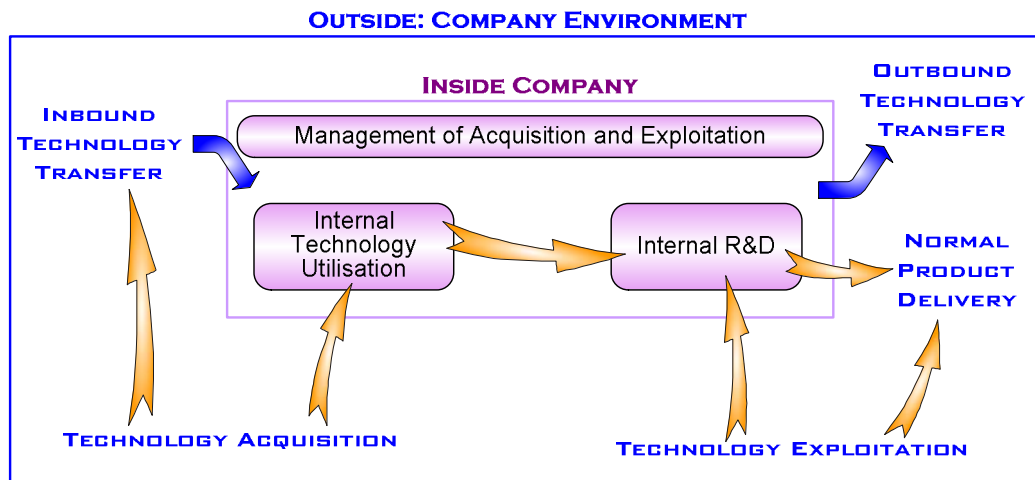 OUTSIDE: COMPANY ENVIRONMENT
INSIDE COMPANY
INBOUND
TECHNOLOGY
TRANSFER
Management of Acquisition and Exploitation
OUTBOUND
TECHNOLOGY
TRANSFER
Internal
Technology
Utilisation
Internal R&D
NORMAL
PRODUCT
DELIVERY
TECHNOLOGY ACQUISITION
TECHNOLOGY EXPLOITATION